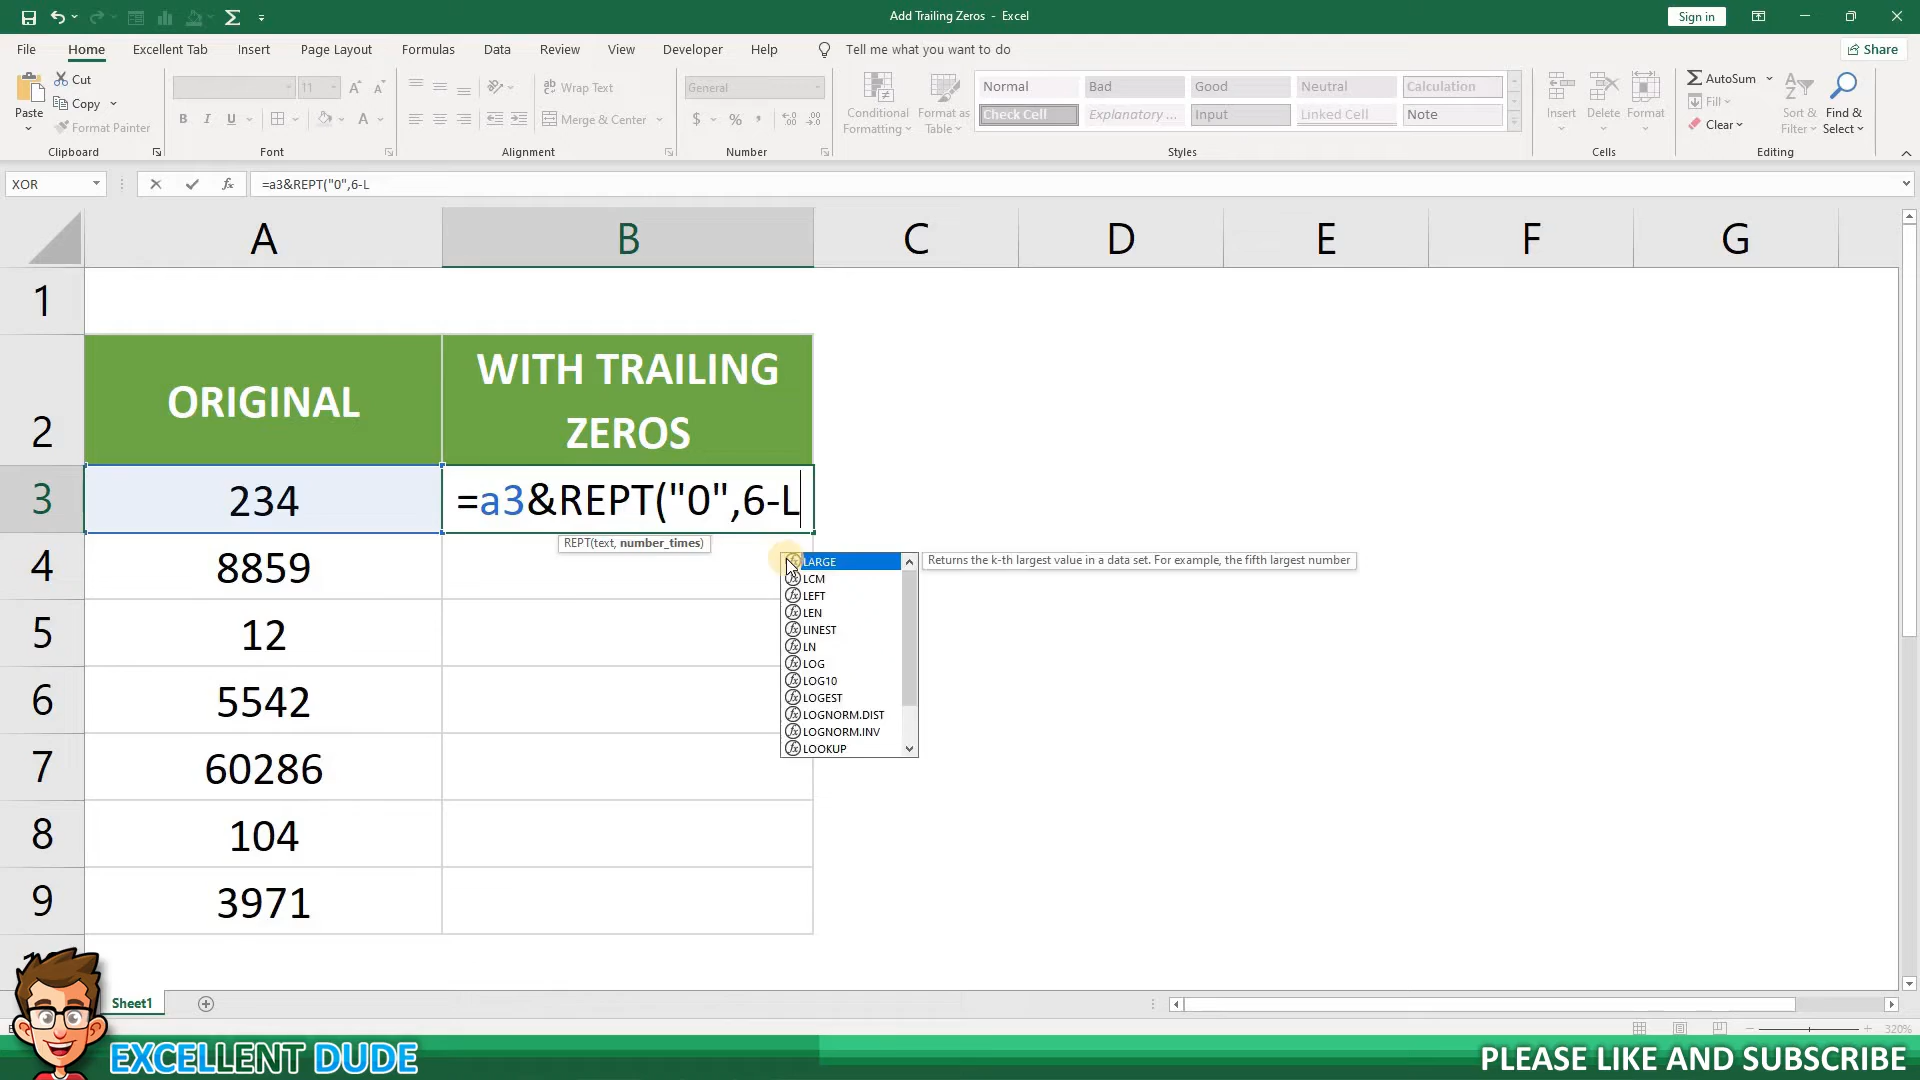 Add Trailing Zeros - Excel
Sign in
File Home Excellent Tab Insert Page Layout Formulas Data Review View Developer Help Tell me what you want to do Share
Paste
Cut
Copy
Format Painter
Clipboard
11
B I U A
Font
Wrap Text
Merge & Center
Alignment
General
$ % ,
Number
Conditional Formatting
Format as Table
Normal Bad Good Neutral Calculation
Check Cell Explanatory ... Input Linked Cell Note
Styles
Insert Delete Format
Cells
AutoSum
Fill
Clear
Sort & Filter
Find & Select
Editing
XOR
fx
=a3&REPT("0",6-L
A B C D E F G
1
2 ORIGINAL WITH TRAILING ZEROS
3 234 =a3&REPT("0",6-L
REPT(text, number_times)
4 8859
5 12
6 5542
7 60286
8 104
9 3971
LARGE
Returns the k-th largest value in a data set. For example, the fifth largest number
LCM
LEFT
LEN
LINEST
LN
LOG
LOG10
LOGEST
LOGNORM.DIST
LOGNORM.INV
LOOKUP
Sheet1
320%
EXCELLENT DUDE
PLEASE LIKE AND SUBSCRIBE